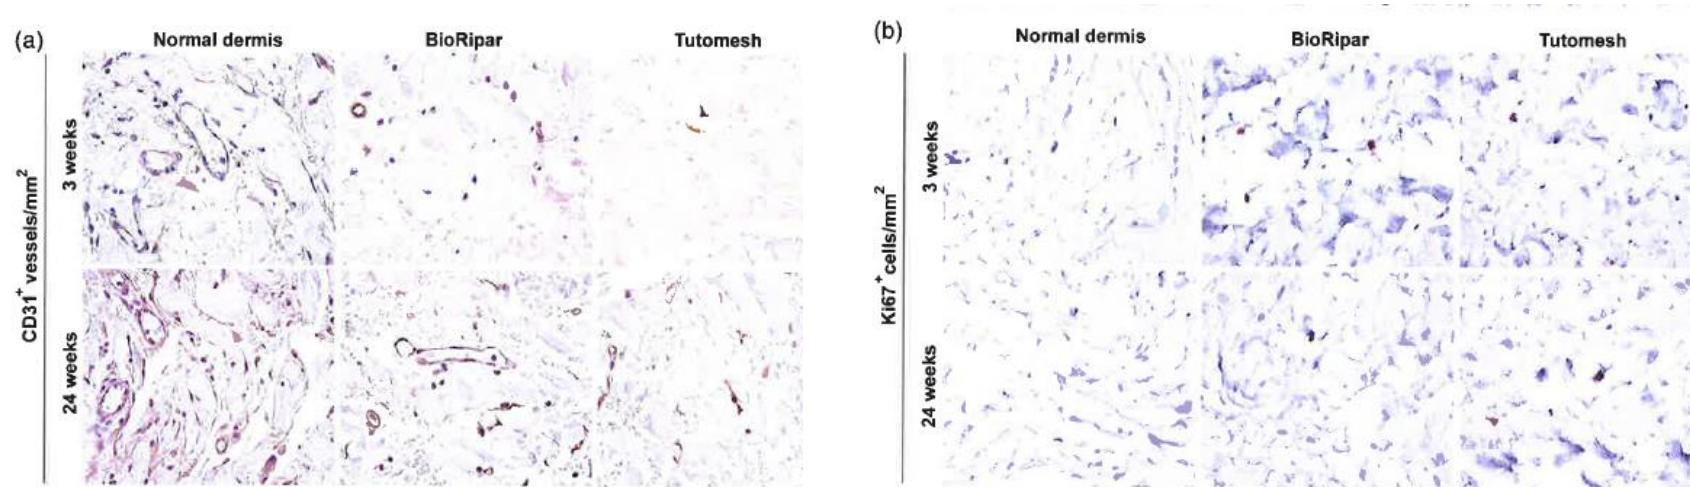 (a)
Normal dermis
BioRipar
Tutomesh
CD31+ vessels/mm2
3 weeks
24 weeks
(b)
Normal dermis
BioRipar
Tutomesh
Ki67+ cells/mm2
3 weeks
24 weeks